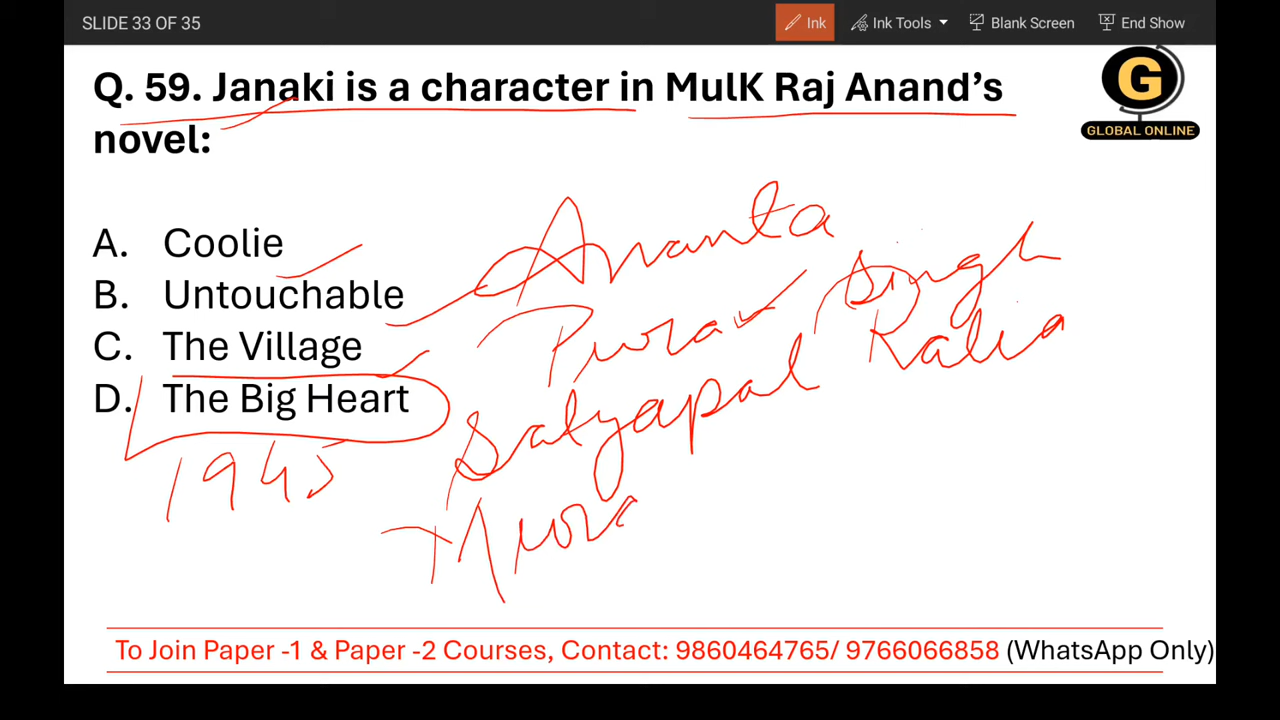 SLIDE 33 OF 35
Ink
Ink Tools
Blank Screen
End Show
Q. 59. Janaki is a character in MulK Raj Anand’s
novel:
G
GLOBAL ONLINE
A. Coolie
B. Untouchable
C. The Village
D. The Big Heart
1945
Ananta
Singh
Pura
Ralia
Satyapal
To Join Paper -1 & Paper -2 Courses, Contact: 9860464765/ 9766066858 (WhatsApp Only)